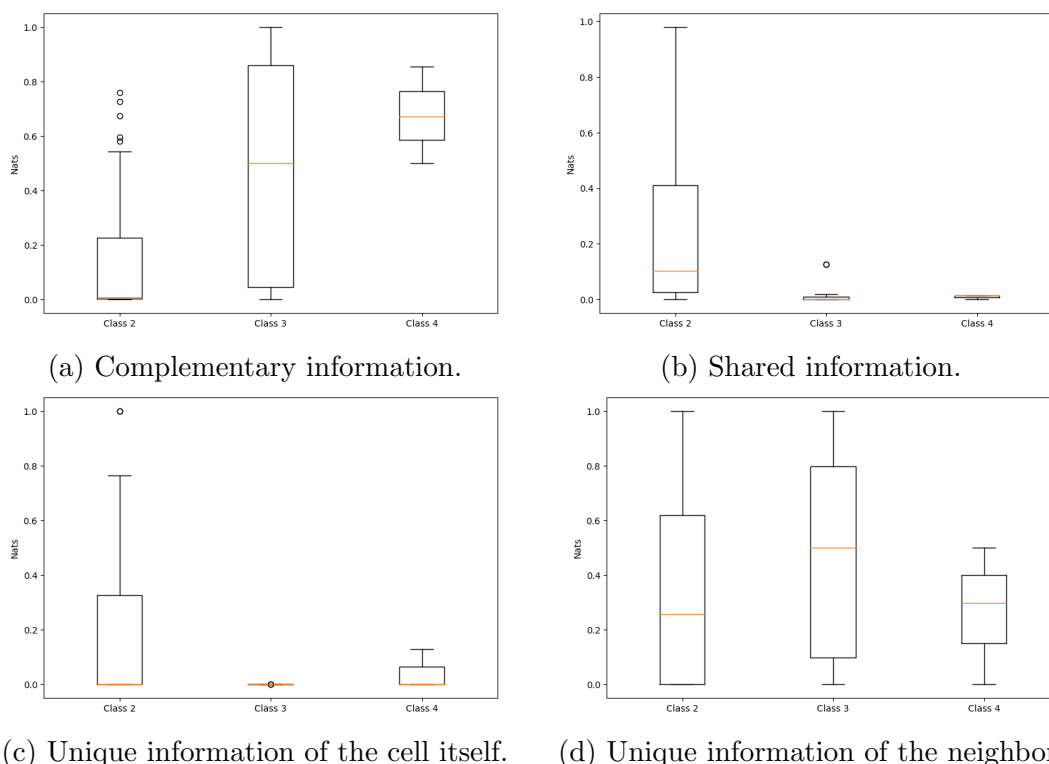 1.0
0.8
0.6
0.4
0.2
0.0
Nats
Class 2 Class 3 Class 4
(a) Complementary information.
1.0
0.8
0.6
0.4
0.2
0.0
Nats
Class 2 Class 3 Class 4
(b) Shared information.
1.0
0.8
0.6
0.4
0.2
0.0
Nats
Class 2 Class 3 Class 4
(c) Unique information of the cell itself.
1.0
0.8
0.6
0.4
0.2
0.0
Nats
Class 2 Class 3 Class 4
(d) Unique information of the neighbor